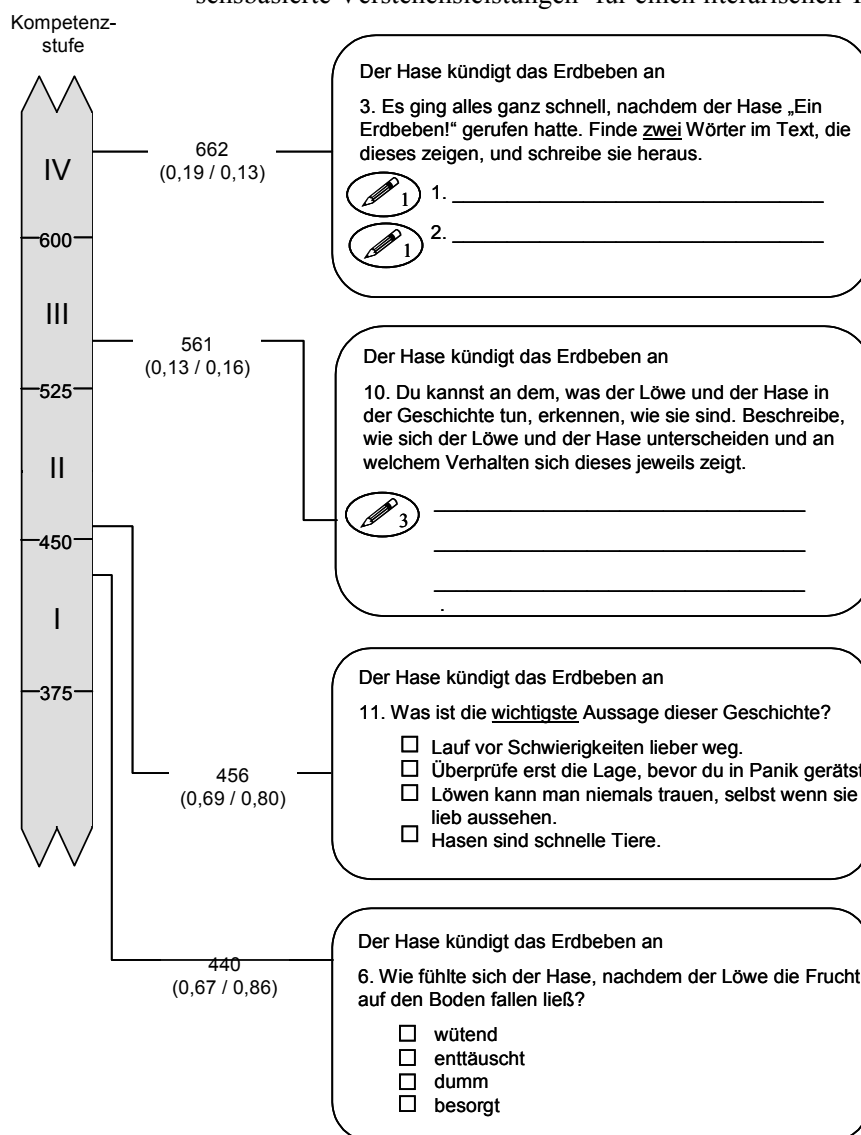 sensbasierte Verstehensleistungen“ für einen literarischen
Kompetenz-
stufe
IV
600
III
525
II
450
I
375
662
(0,19 / 0,13)
Der Hase kündigt das Erdbeben an
3. Es ging alles ganz schnell, nachdem der Hase „Ein
Erdbeben!“ gerufen hatte. Finde zwei Wörter im Text, die
dieses zeigen, und schreibe sie heraus.
1 1. ______________________
1 2. ______________________
561
(0,13 / 0,16)
Der Hase kündigt das Erdbeben an
10. Du kannst an dem, was der Löwe und der Hase in
der Geschichte tun, erkennen, wie sie sind. Beschreibe,
wie sich der Löwe und der Hase unterscheiden und an
welchem Verhalten sich dieses jeweils zeigt.
3
456
(0,69 / 0,80)
Der Hase kündigt das Erdbeben an
11. Was ist die wichtigste Aussage dieser Geschichte?
Lauf vor Schwierigkeiten lieber weg.
Überprüfe erst die Lage, bevor du in Panik gerätst
Löwen kann man niemals trauen, selbst wenn sie
lieb aussehen.
Hasen sind schnelle Tiere.
440
(0,67 / 0,86)
Der Hase kündigt das Erdbeben an
6. Wie fühlte sich der Hase, nachdem der Löwe die Frucht
auf den Boden fallen ließ?
wütend
enttäuscht
dumm
besorgt